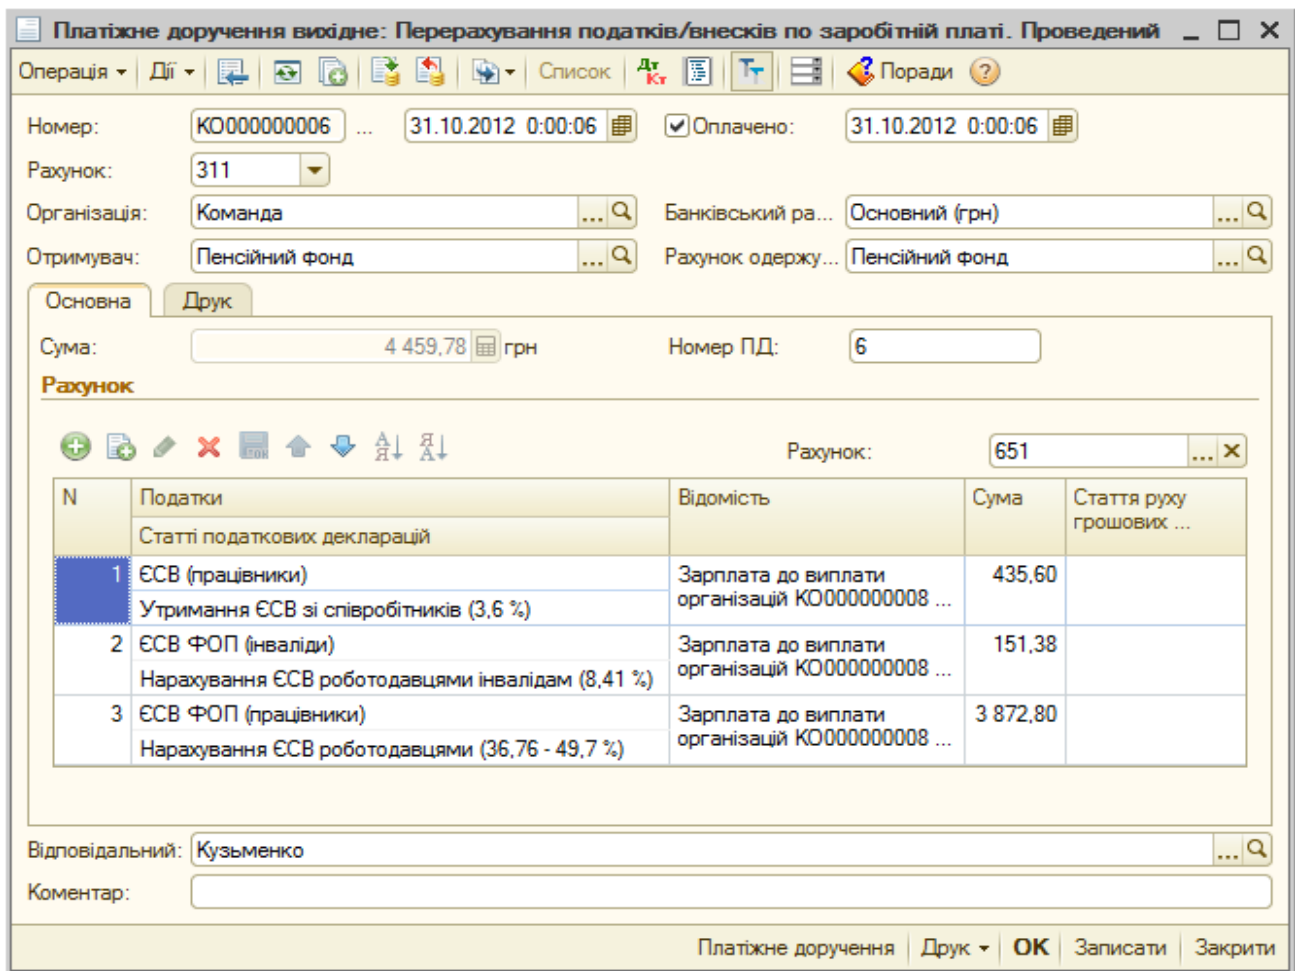 Платіжне доручення вихідне: Перерахування податків/внесків по заробітній платі. Проведений
Операція Дії Список Дт Кт Тт Поради ?
Номер: КО000000006 ... 31.10.2012 0:00:06 Оплачено: 31.10.2012 0:00:06
Рахунок: 311
Організація: Команда ... Банківський ра... Основний (грн) ...
Отримувач: Пенсійний фонд ... Рахунок одержу... Пенсійний фонд ...
Основна Друк
Сума: 4 459,78 грн Номер ПД: 6
Рахунок
Рахунок: 651 ...
N Податки Відомість Сума Стаття руху
грошових ...
Статті податкових декларацій
1 ЄСВ (працівники) Зарплата до виплати 435,60
організацій КО000000008 ...
Утримання ЄСВ зі співробітників (3,6 %)
2 ЄСВ ФОП (інваліди) Зарплата до виплати 151,38
організацій КО000000008 ...
Нарахування ЄСВ роботодавцями інвалідам (8,41 %)
3 ЄСВ ФОП (працівники) Зарплата до виплати 3 872,80
організацій КО000000008 ...
Нарахування ЄСВ роботодавцями (36,76 - 49,7 %)
Відповідальний: Кузьменко ...
Коментар:
Платіжне доручення Друк OK Записати Закрити